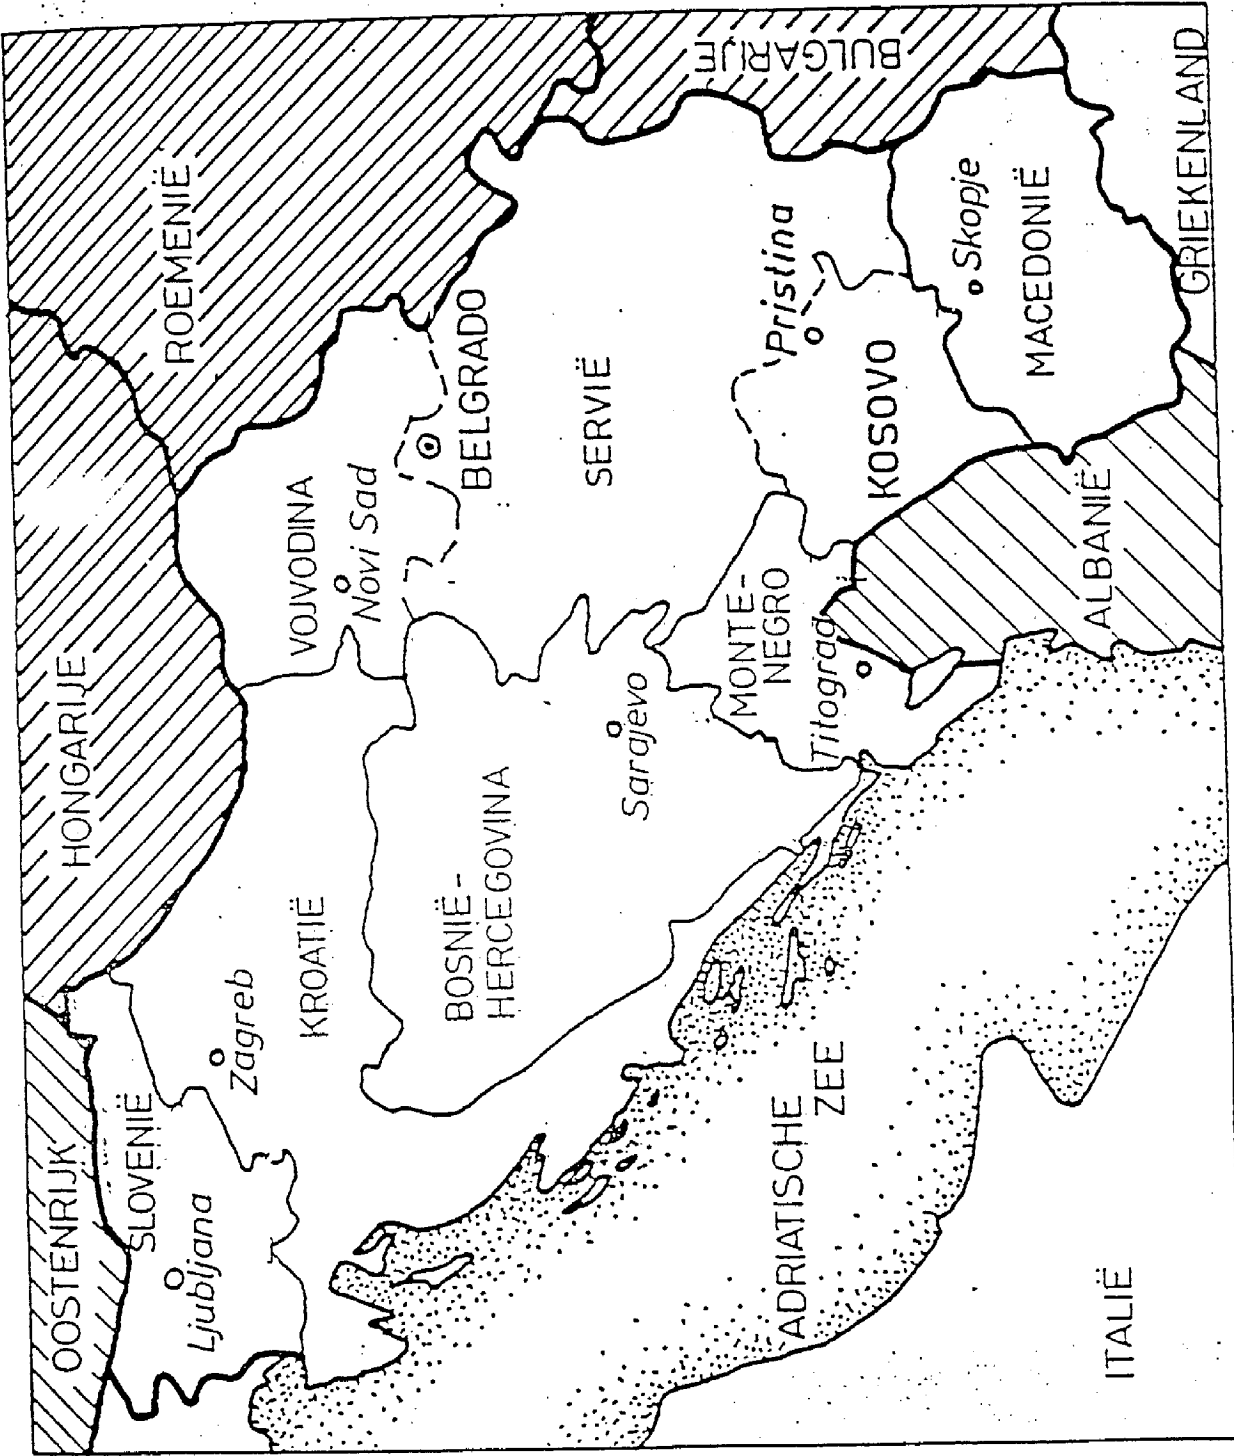 OOSTENRIJK
HONGARIJE
ROEMENIË
SLOVENIË
Ljubljana
Zagreb
KROATIË
VOJVODINA
Novi Sad
BELGRADO
BOSNIË-
HERCEGOVINA
SERVIË
Sarajevo
MONTE-
NEGRO
Titograd
Pristina
KOSOVO
BULGARIJE
Skopje
MACEDONIË
ADRIATISCHE
ZEE
ALBANIË
GRIEKENLAND
ITALIË